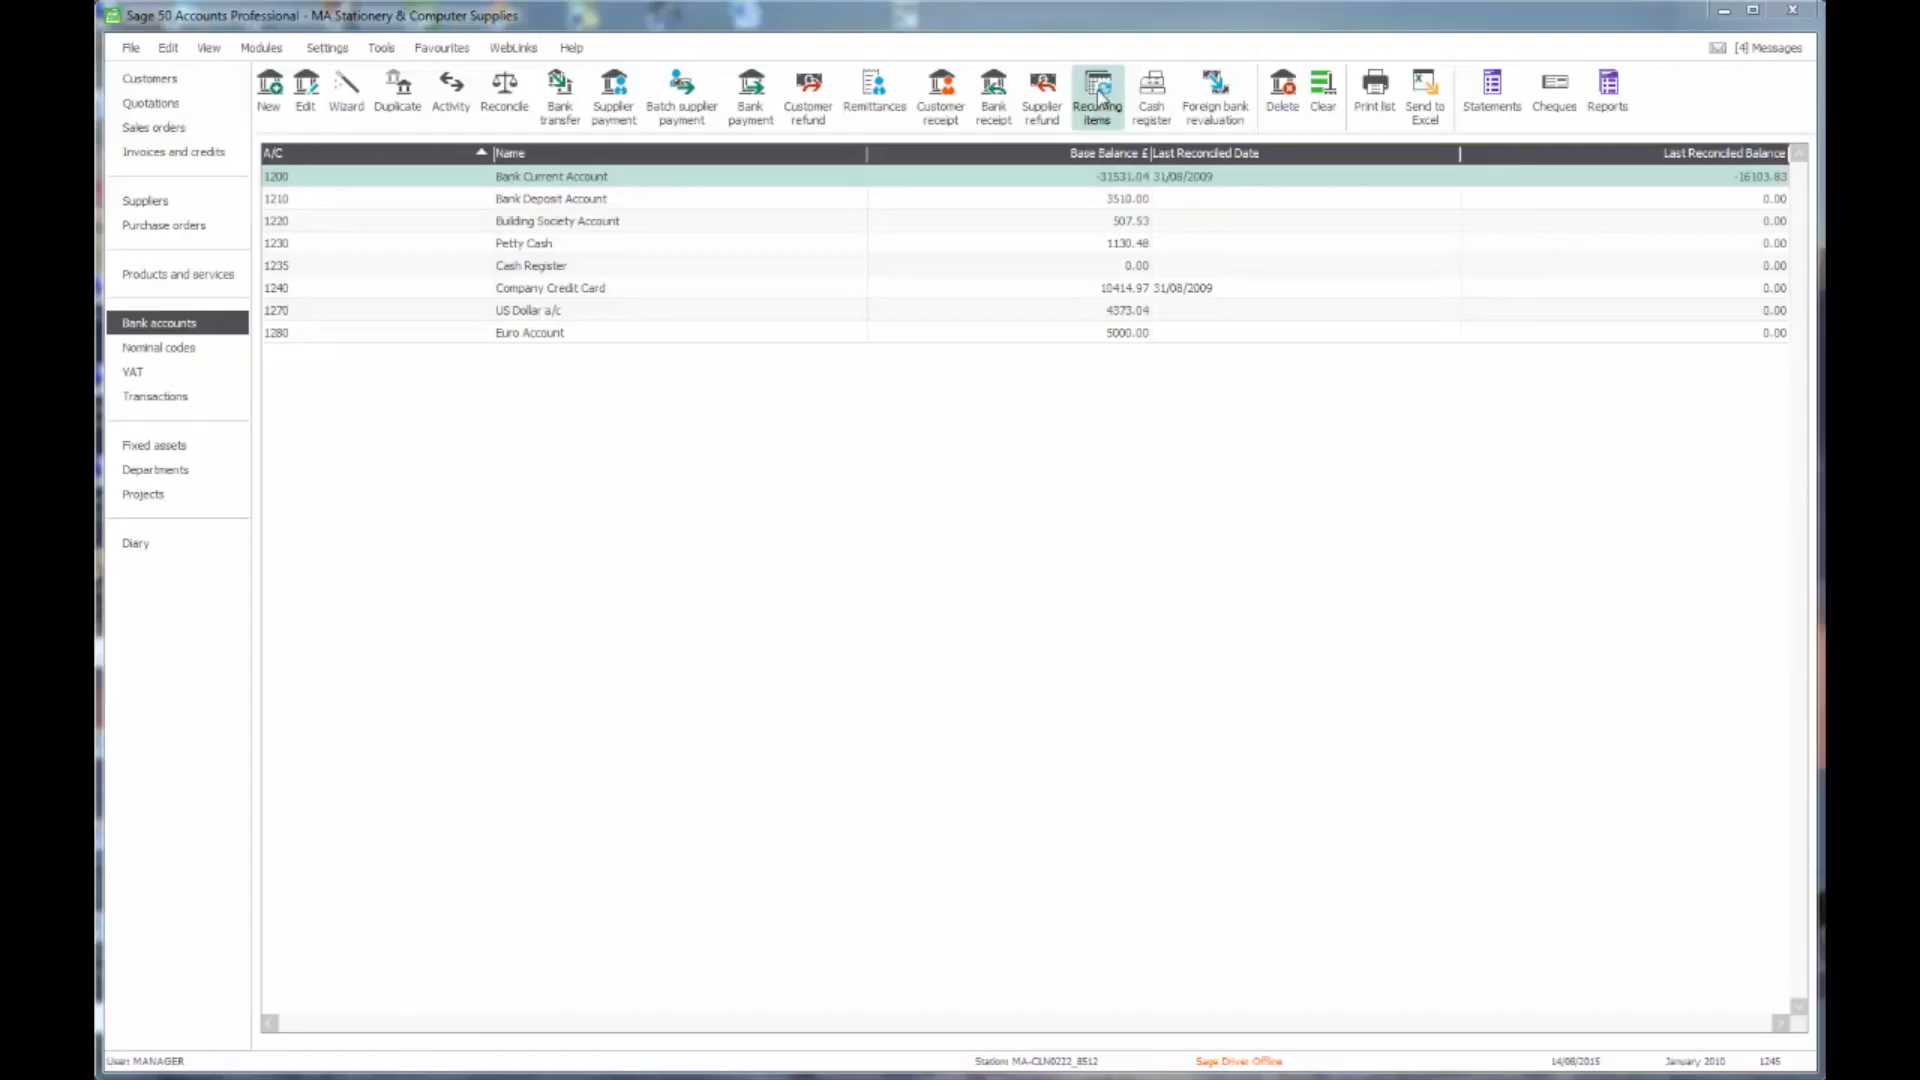 Sage 50 Accounts Professional - MA Stationery & Computer Supplies
File Edit View Modules Settings Tools Favourites WebLinks Help
[4] Messages
Customers
Quotations
Sales orders
Invoices and credits
Suppliers
Purchase orders
Products and services
Bank accounts
Nominal codes
VAT
Transactions
Fixed assets
Departments
Projects
Diary
New
Edit
Wizard
Duplicate
Activity
Reconcile
Bank
transfer
Supplier
payment
Batch supplier
payment
Bank
payment
Customer
refund
Remittances
Customer
receipt
Bank
receipt
Supplier
refund
Recurring
items
Cash
register
Foreign bank
revaluation
Delete
Clear
Print list
Send to
Excel
Statements
Cheques
Reports
A/C Name Base Balance £ Last Reconciled Date Last Reconciled Balance
1200 Bank Current Account -31531.04 31/08/2009 -16103.83
1210 Bank Deposit Account 3510.00 0.00
1220 Building Society Account 507.53 0.00
1230 Petty Cash 1130.48 0.00
1235 Cash Register 0.00 0.00
1240 Company Credit Card 10414.97 31/08/2009 0.00
1270 US Dollar a/c 4373.04 0.00
1280 Euro Account 5000.00 0.00
User: MANAGER Station: MA-CLN0222_8512 Sage Drive: Offline 14/08/2015 January 2010 1245